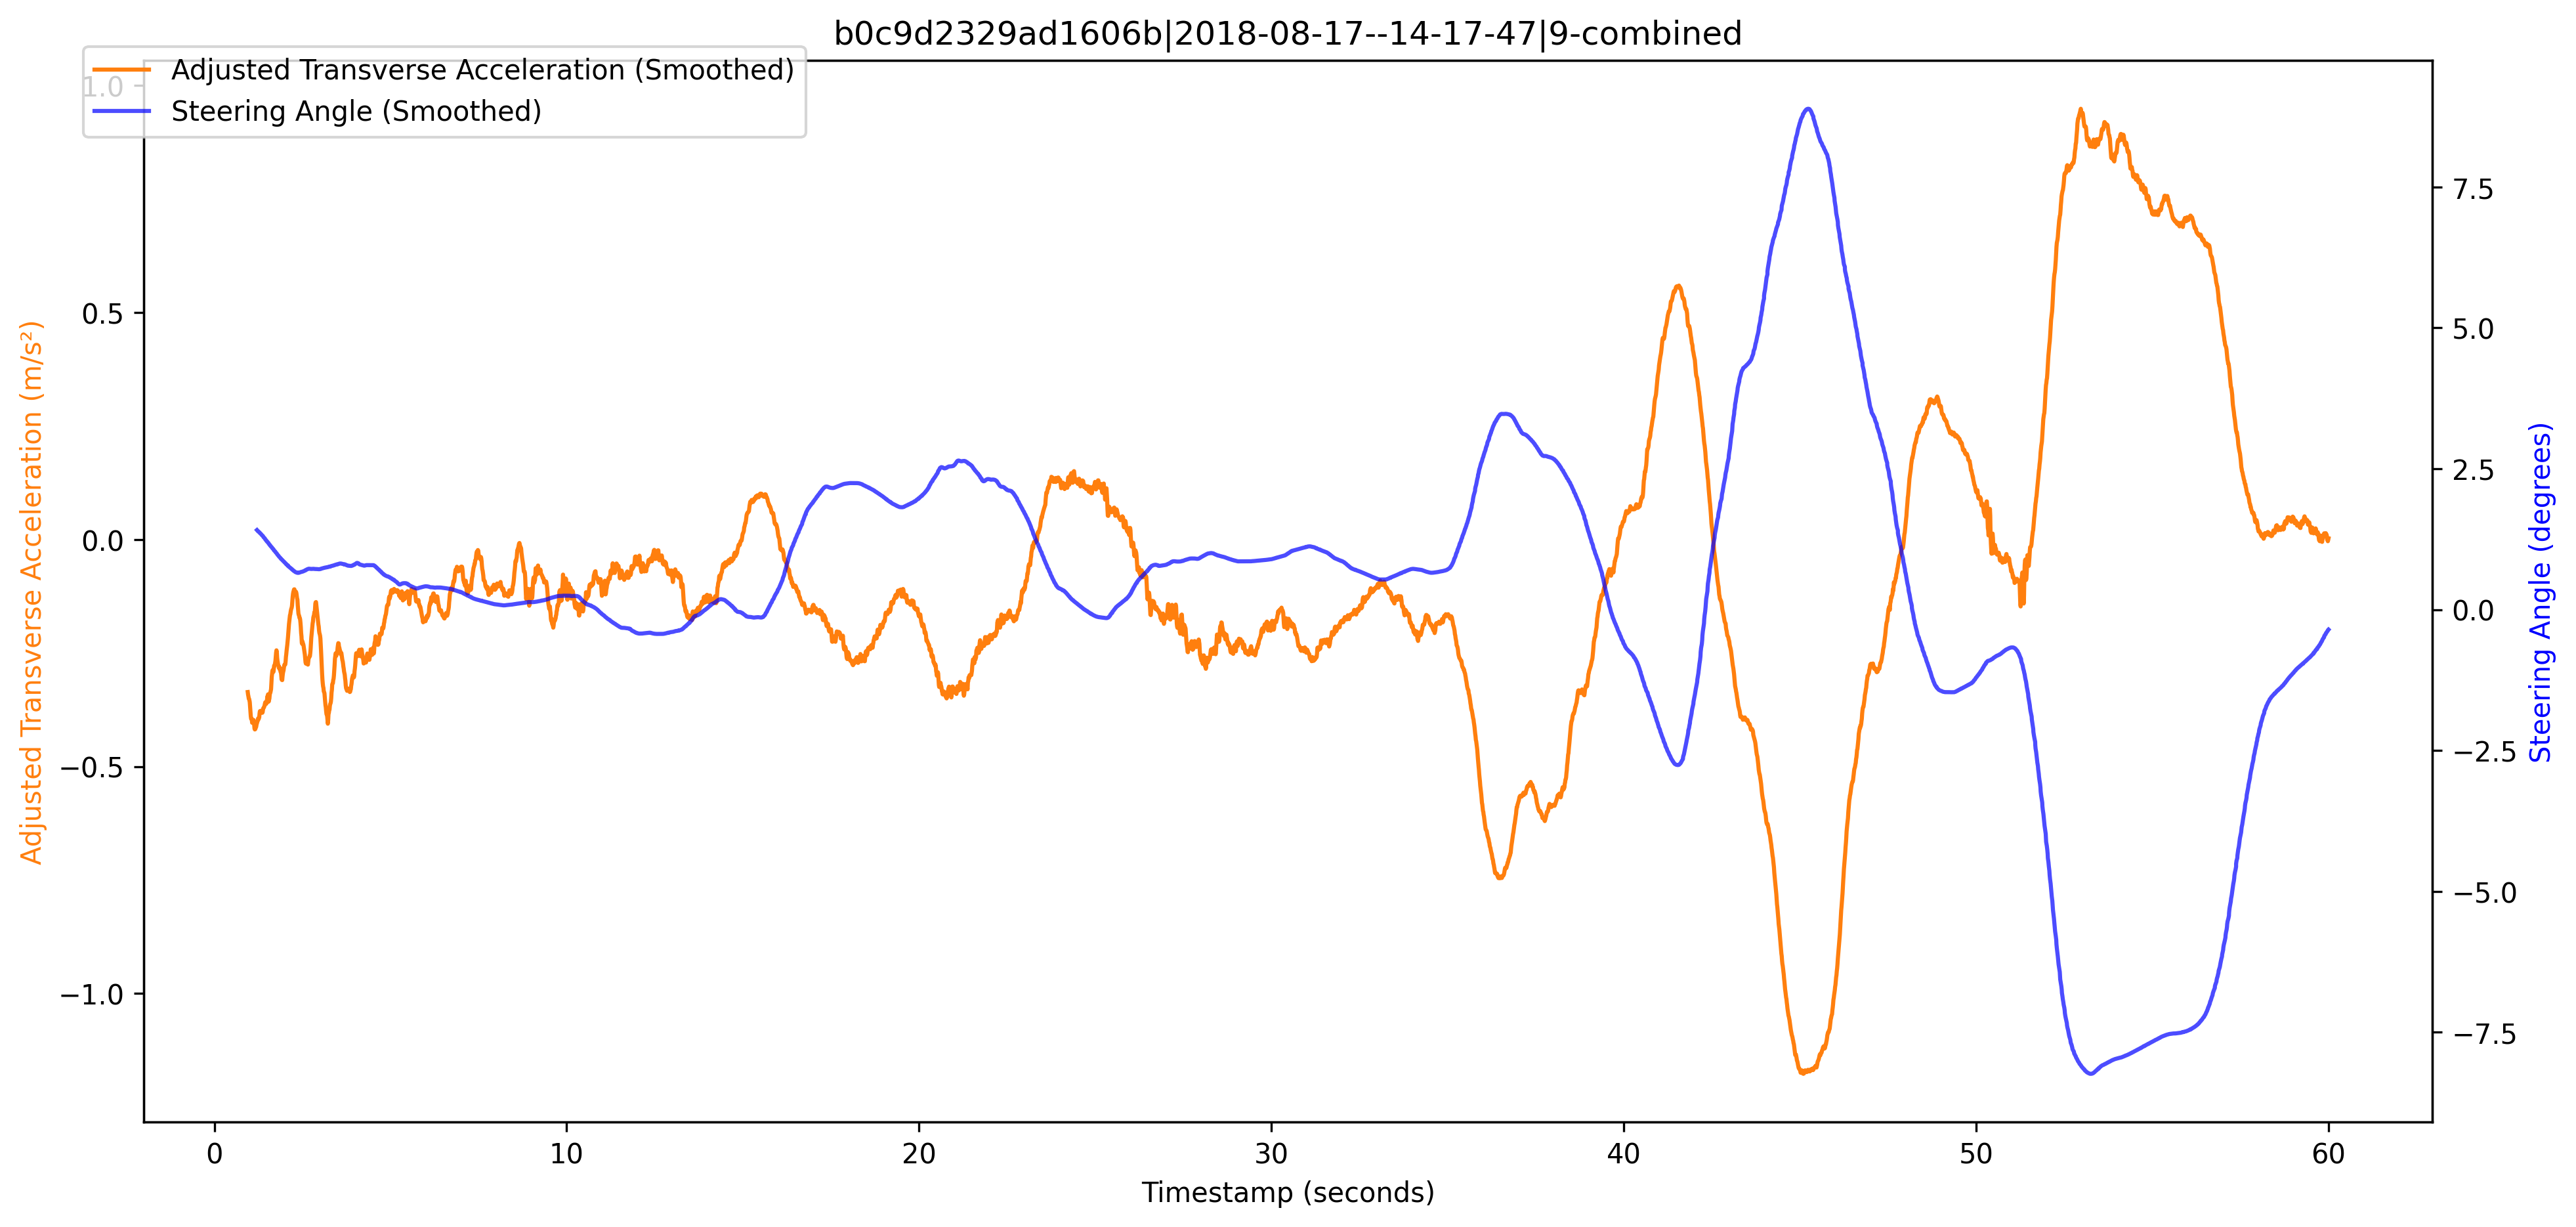 b0c9d2329ad1606b|2018-08-17--14-17-47|9-combined
Adjusted Transverse Acceleration (Smoothed)
Steering Angle (Smoothed)
1.0
0.5
0.0
−0.5
−1.0
Adjusted Transverse Acceleration (m/s²)
7.5
5.0
2.5
0.0
−2.5
−5.0
−7.5
Steering Angle (degrees)
0 10 20 30 40 50 60
Timestamp (seconds)